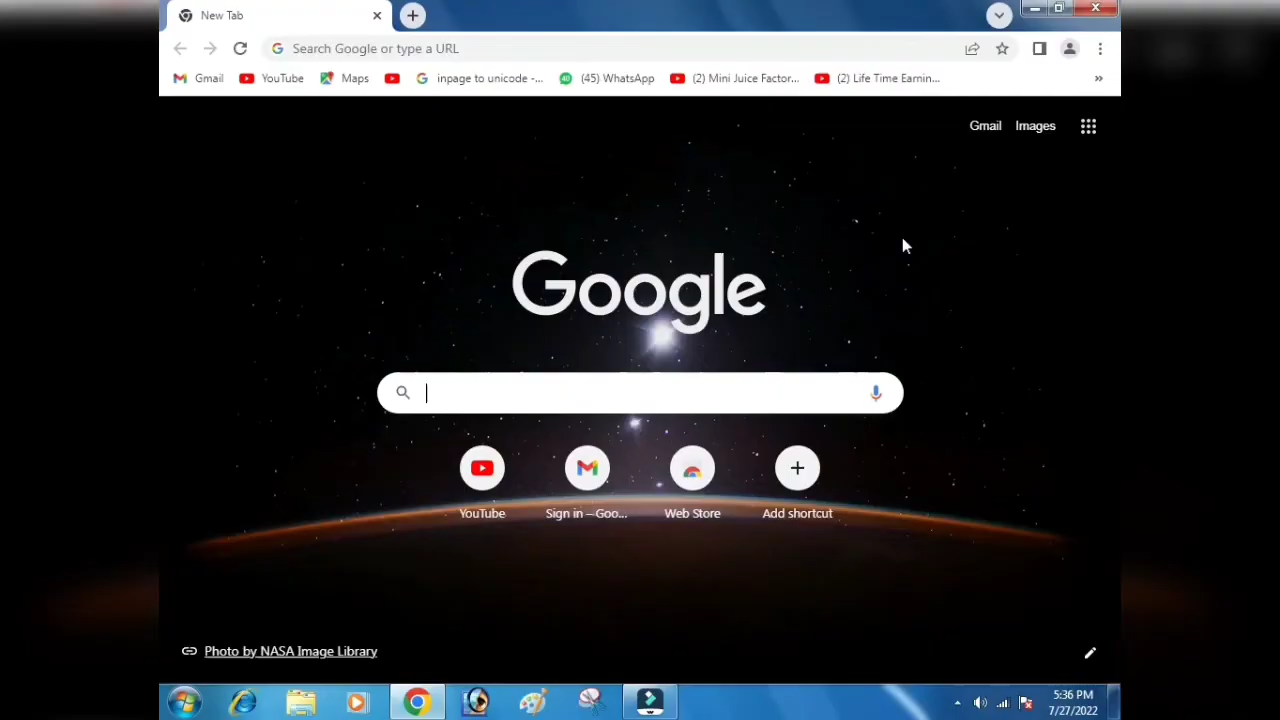 New Tab
Search Google or type a URL
Gmail YouTube Maps inpage to unicode -... 40 (45) WhatsApp (2) Mini Juice Factor... (2) Life Time Earnin... »
Gmail Images
Google
YouTube Sign in – Goo... Web Store Add shortcut
Photo by NASA Image Library
5:36 PM
7/27/2022